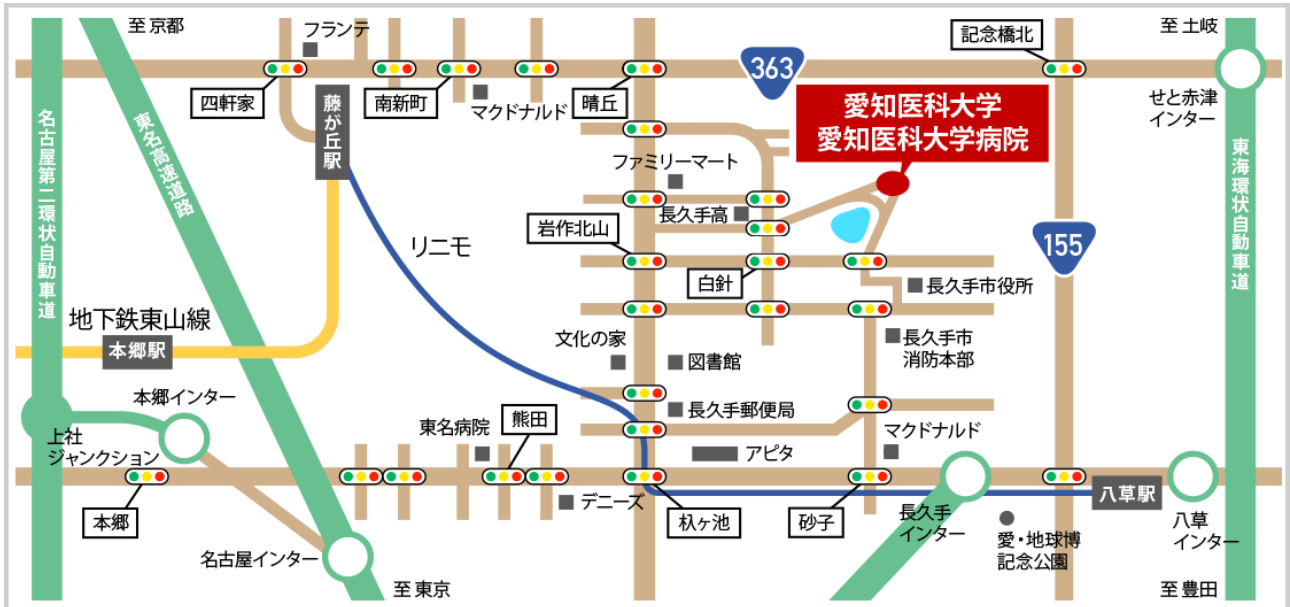 至 京都
フランテ
四軒家
南新町
マクドナルド
晴丘
363
記念橋北
至 土岐
せと赤津
インター
愛知医科大学
愛知医科大学病院
名古屋第二環状自動車道
東名高速道路
藤が丘駅
東海環状自動車道
ファミリーマート
長久手高
岩作北山
白針
155
リニモ
長久手市役所
地下鉄東山線
本郷駅
文化の家
図書館
長久手市
消防本部
本郷インター
長久手郵便局
上社
ジャンクション
東名病院
熊田
アピタ
マクドナルド
本郷
デニーズ
杁ヶ池
砂子
長久手
インター
八草駅
八草
インター
愛・地球博
記念公園
名古屋インター
至 東京
至 豊田